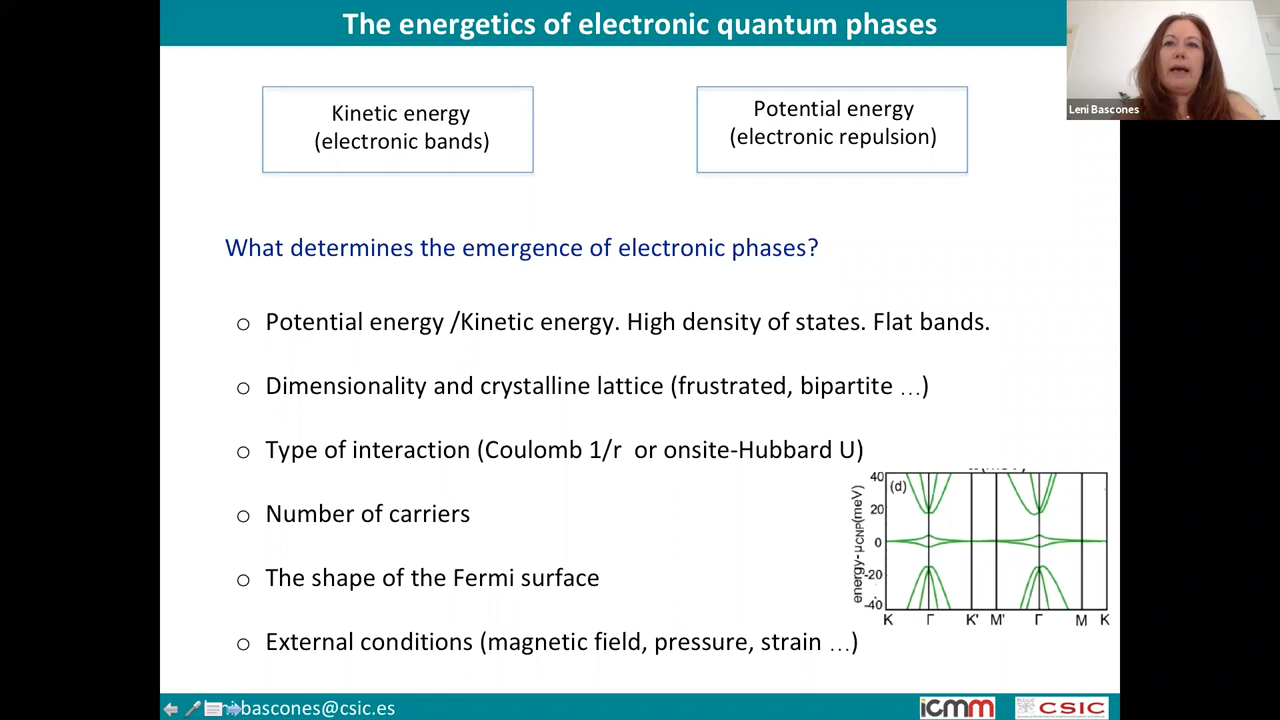 The energetics of electronic quantum phases
Leni Bascones
Kinetic energy
(electronic bands)
Potential energy
(electronic repulsion)
What determines the emergence of electronic phases?
o Potential energy /Kinetic energy. High density of states. Flat bands.
o Dimensionality and crystalline lattice (frustrated, bipartite ...)
o Type of interaction (Coulomb 1/r or onsite-Hubbard U)
o Number of carriers
o The shape of the Fermi surface
o External conditions (magnetic field, pressure, strain ...)
(d)
energy- μCNP(meV)
40
20
0
-20
-40
K Γ K' M' Γ M K
bascones@csic.es
icmm
CSIC